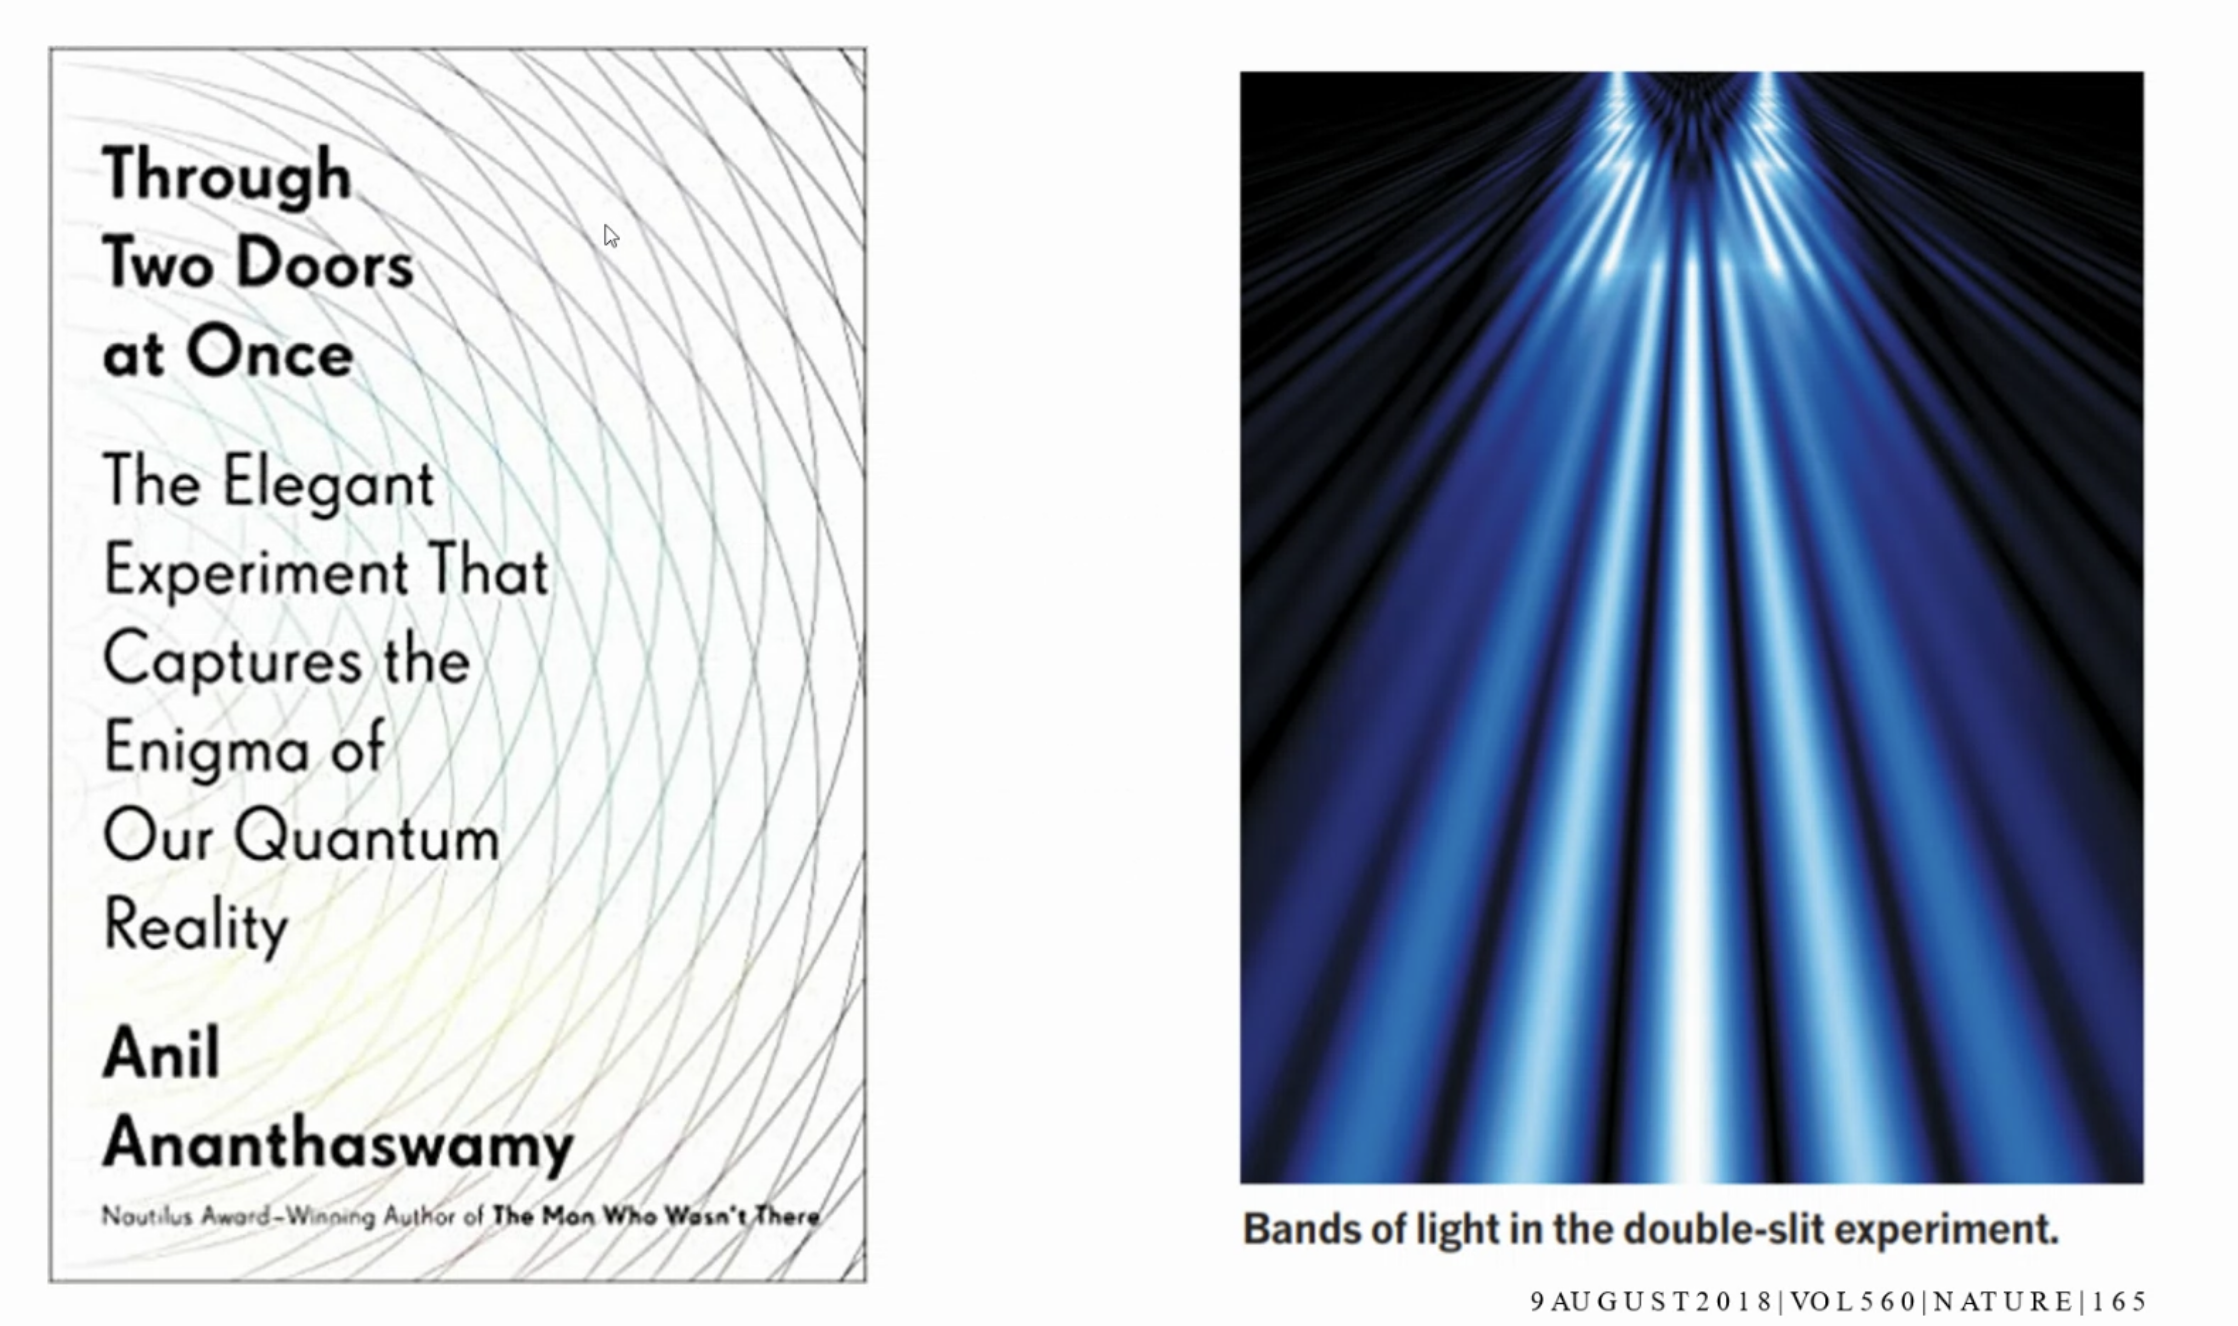 Through
Two Doors
at Once
The Elegant
Experiment That
Captures the
Enigma of
Our Quantum
Reality
Anil
Ananthaswamy
Nautilus Award–Winning Author of The Man Who Wasn't There
Bands of light in the double-slit experiment.
9 AUGUST 2018 | VOL 560 | NATURE | 165